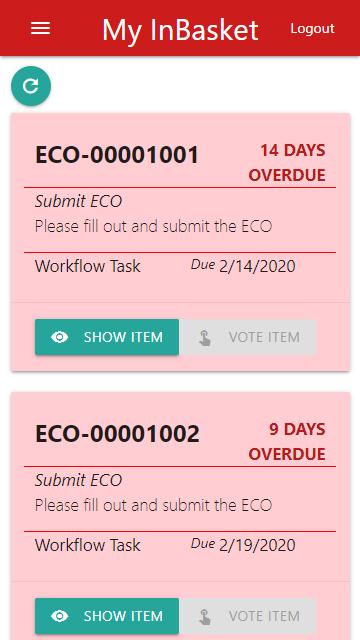 My InBasket Logout
ECO-00001001 14 DAYS
OVERDUE
Submit ECO
Please fill out and submit the ECO
Workflow Task Due 2/14/2020
SHOW ITEM VOTE ITEM
ECO-00001002 9 DAYS
OVERDUE
Submit ECO
Please fill out and submit the ECO
Workflow Task Due 2/19/2020
SHOW ITEM VOTE ITEM